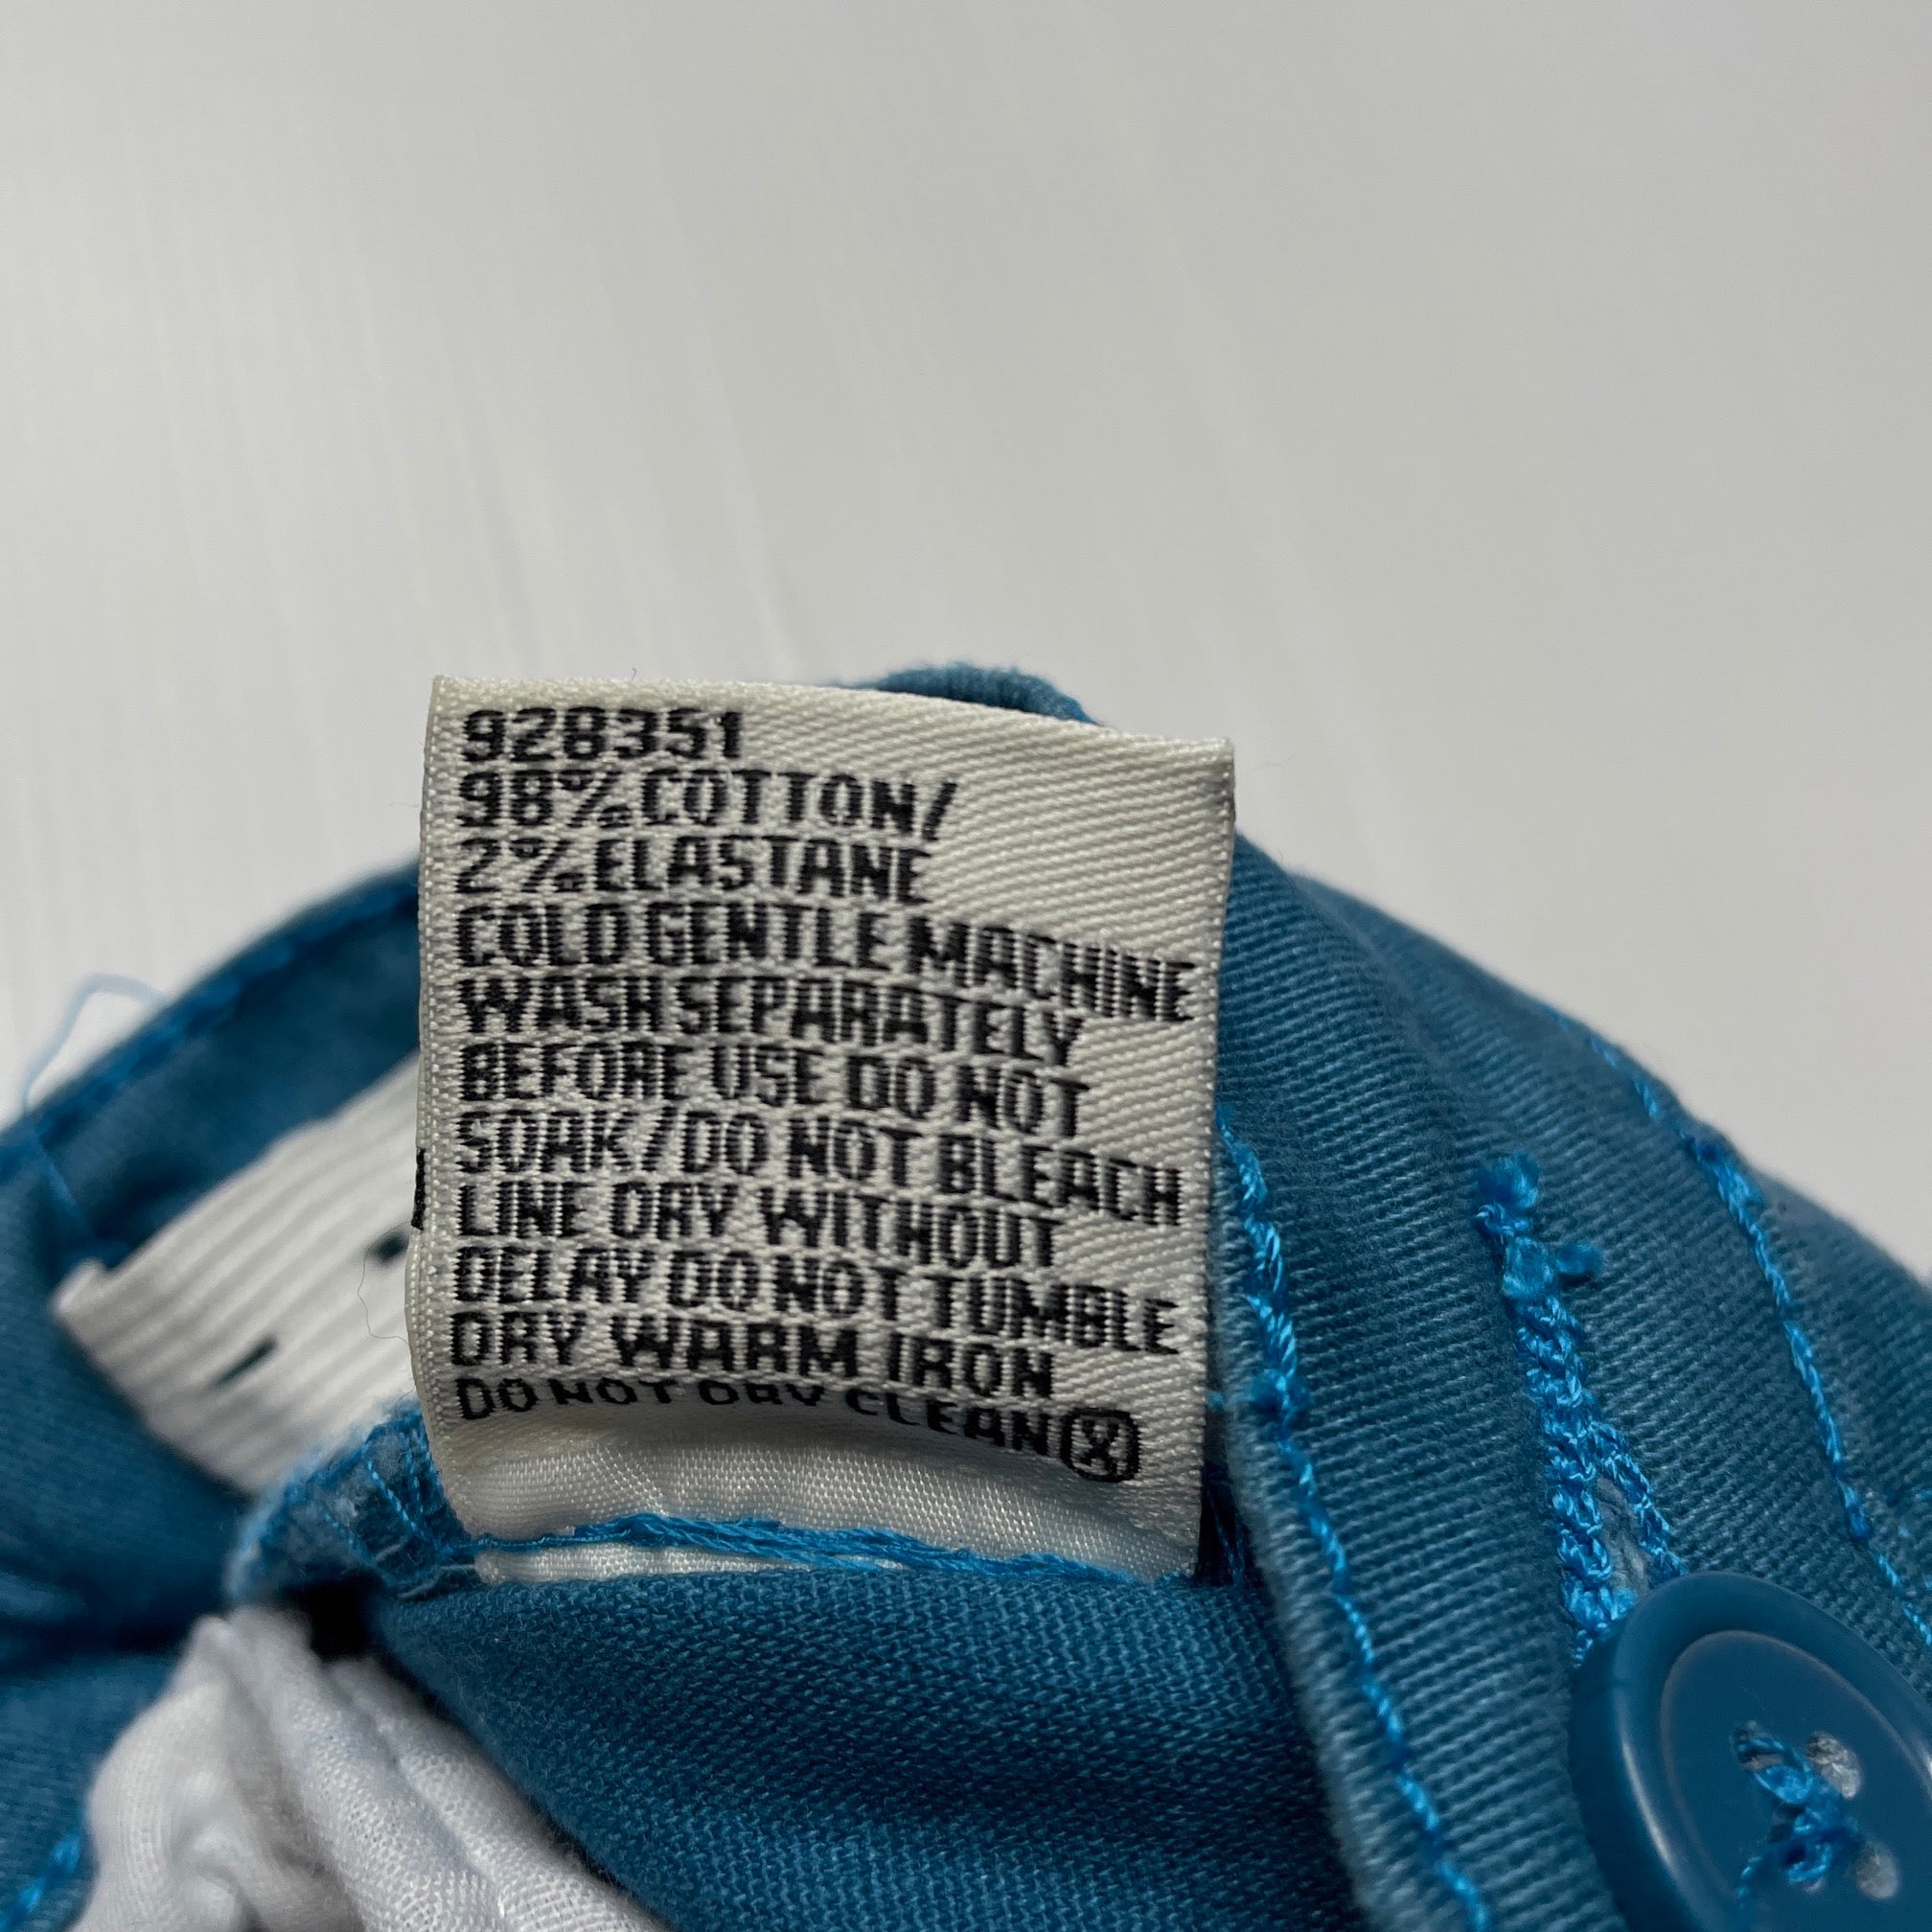 928351
98% COTTON/
2% ELASTANE
COLD GENTLE MACHINE
WASH SEPARATELY
BEFORE USE DO NOT
SOAK/DO NOT BLEACH
LINE DRY WITHOUT
DELAY DO NOT TUMBLE
DRY WARM IRON
DO NOT DRY CLEAN